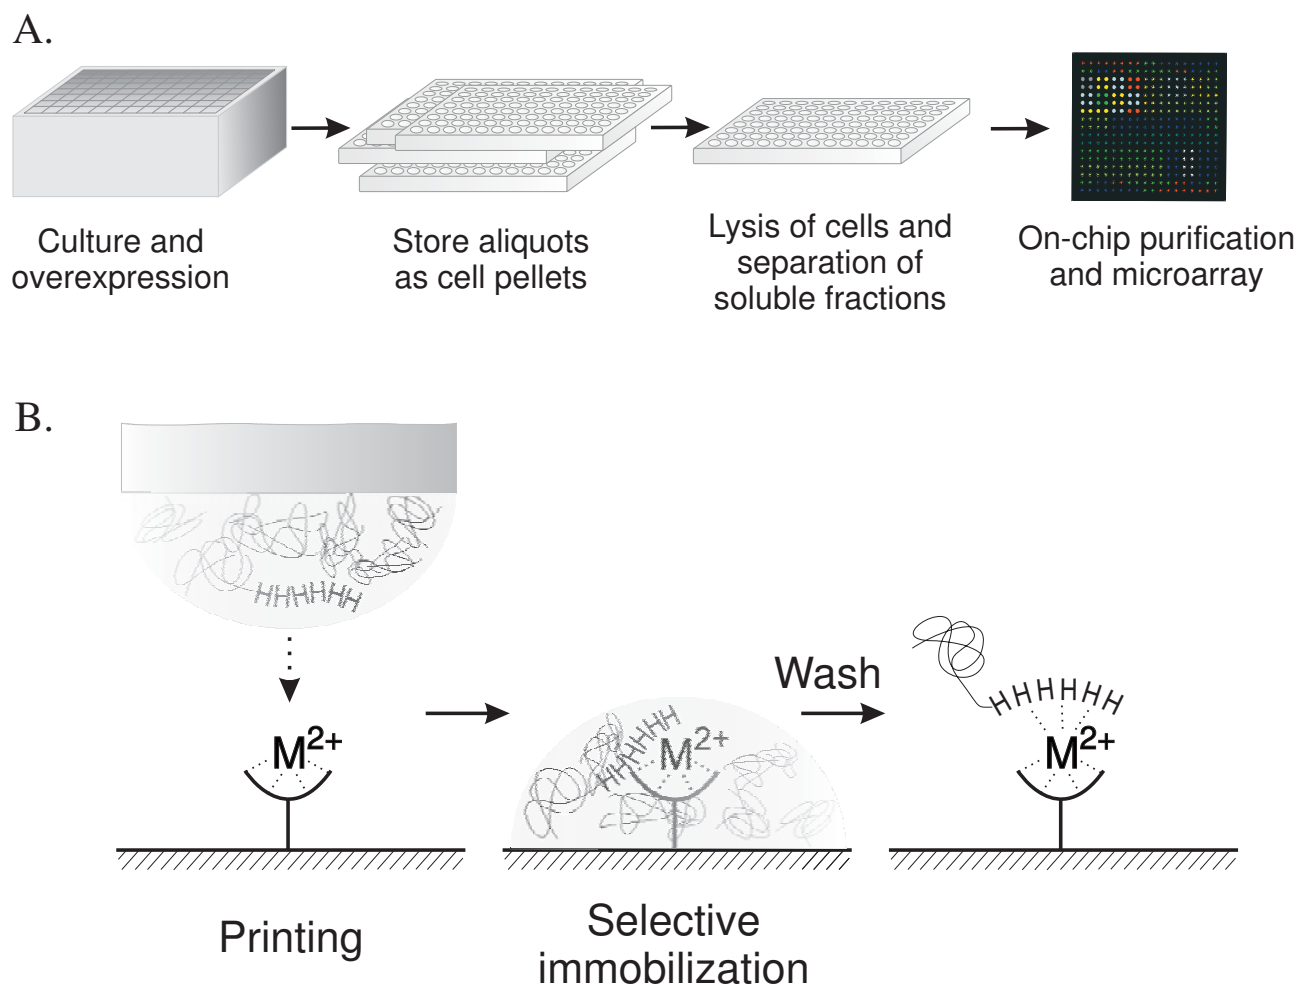 A.
Culture and
overexpression
Store aliquots
as cell pellets
Lysis of cells and
separation of
soluble fractions
On-chip purification
and microarray
B.
HHHHHH
M2+
Printing
HHHHHH
M2+
Selective
immobilization
Wash
HHHHHH
M2+